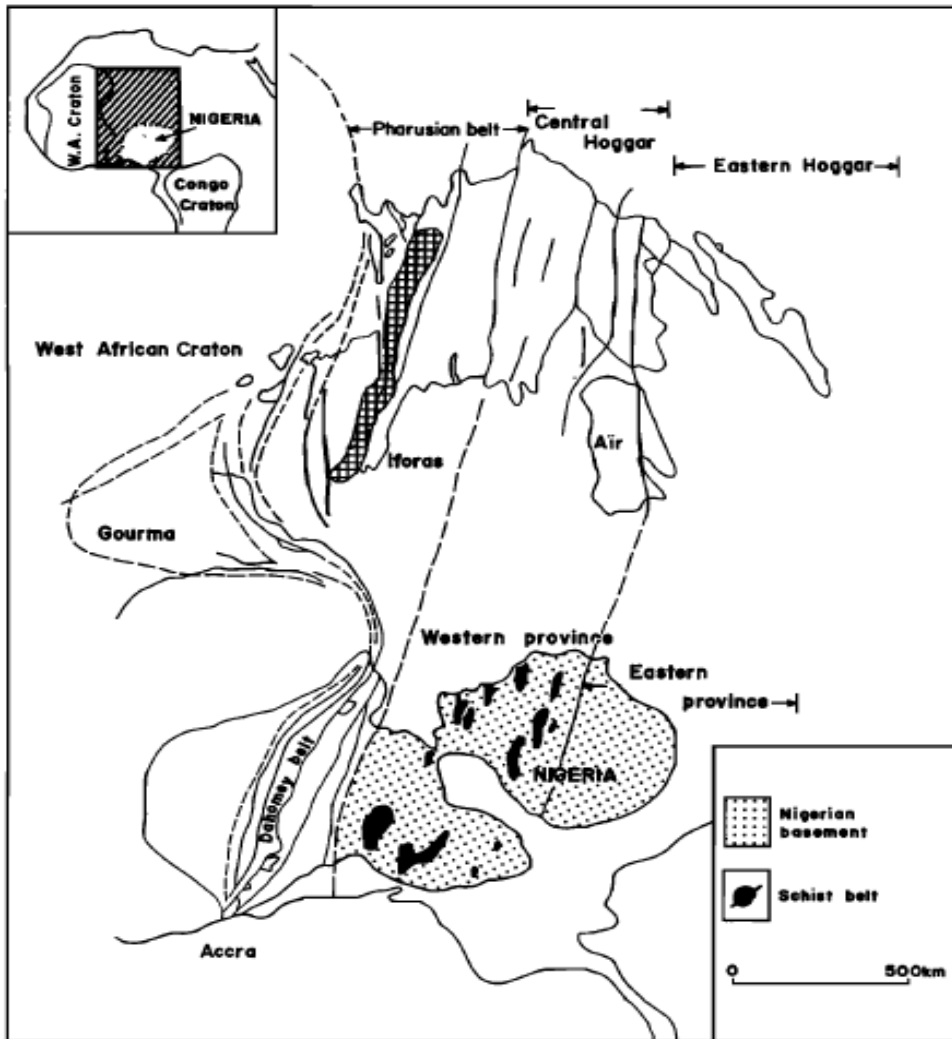 W.A. Craton
NIGERIA
Congo
Craton
Pharusian belt
Central
Hoggar
Eastern Hoggar
West African Craton
Iforas
Aïr
Gourma
Western province
Eastern
province
NIGERIA
Dahomey belt
Accra
Nigerian
basement
Schist belt
0 500km